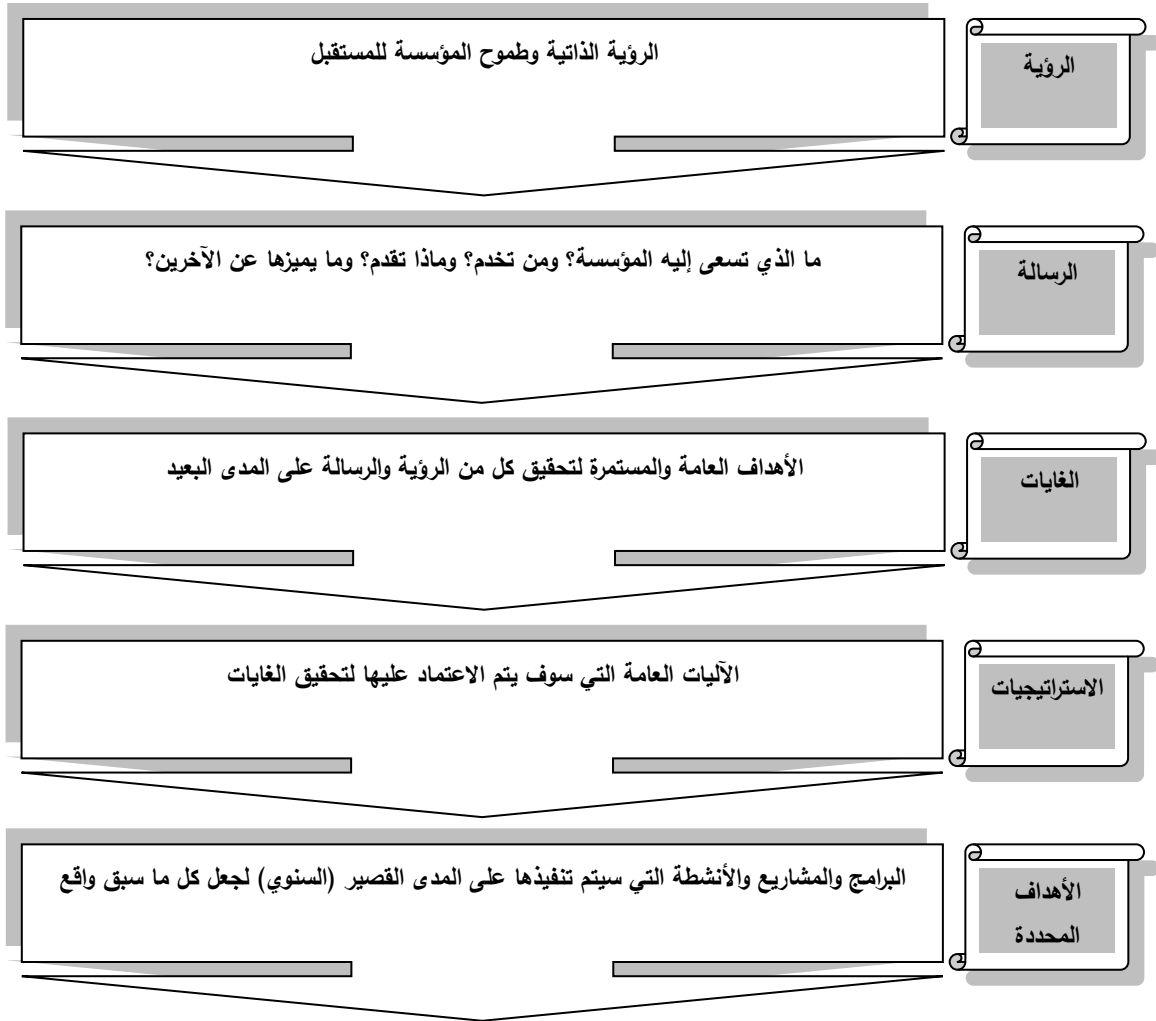 الرؤية
الرؤية الذاتية وطموح المؤسسة للمستقبل
الرسالة
ما الذي تسعى إليه المؤسسة؟ ومن تخدم؟ وماذا تقدم؟ وما يميزها عن الآخرين؟
الغايات
الأهداف العامة والمستمرة لتحقيق كل من الرؤية والرسالة على المدى البعيد
الاستراتيجيات
الآليات العامة التي سوف يتم الاعتماد عليها لتحقيق الغايات
الأهداف
المحددة
البرامج والمشاريع والأنشطة التي سيتم تنفيذها على المدى القصير (السنوي) لجعل كل ما سبق واقع